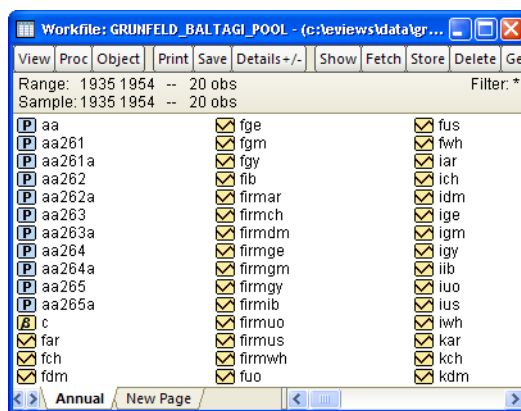 Workfile: GRUNFELD_BALTAGI_POOL - (c:\eviews\data\gr...
View Proc Object Print Save Details+/- Show Fetch Store Delete Ge
Range: 1935 1954 -- 20 obs Filter: *
Sample: 1935 1954 -- 20 obs
P aa fge fus
P aa261 fgm fwh
P aa261a fgy iar
P aa262 fib ich
P aa262a firmar idm
P aa263 firmch ige
P aa263a firmdm igm
P aa264 firmge igy
P aa264a firmgm iib
P aa265 firmgy iuo
P aa265a firmib ius
β c firmuo iwh
far firmus kar
fch firmwh kch
fdm fuo kdm
Annual New Page